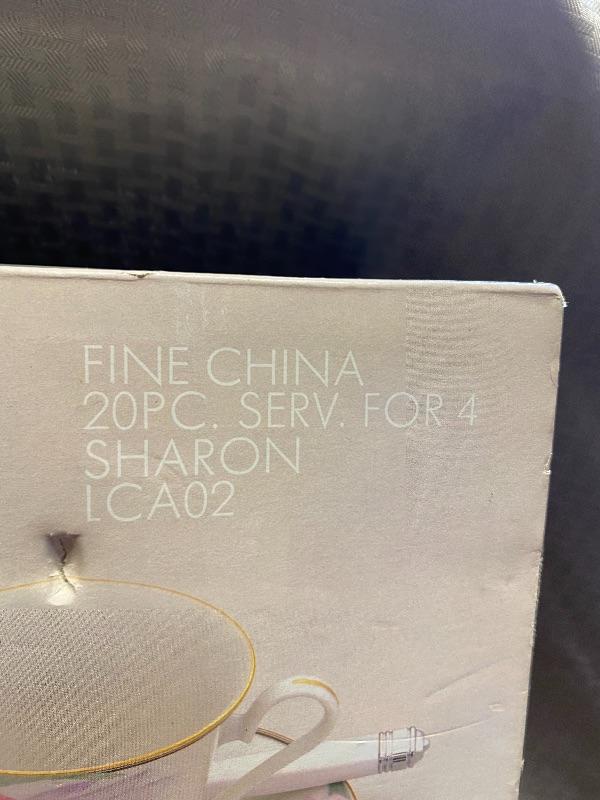 FINE CHINA
20PC. SERV. FOR 4
SHARON
LCA02